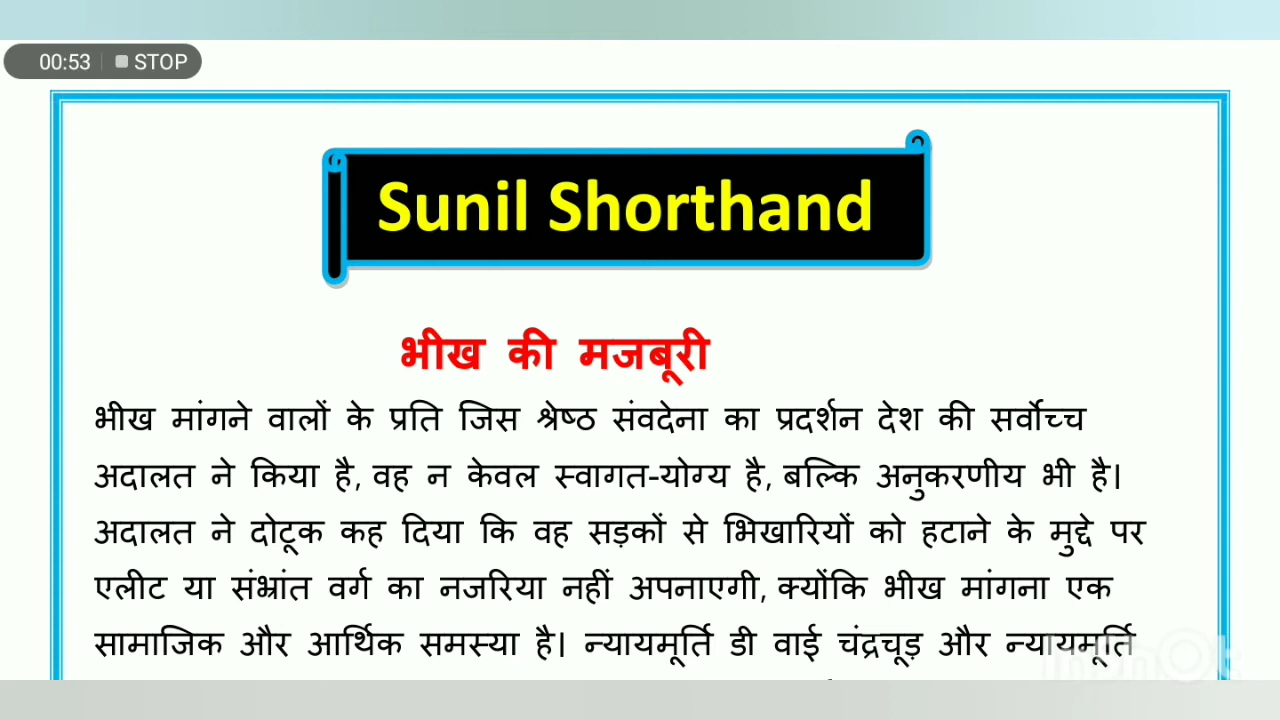 00:53 STOP
Sunil Shorthand
भीख की मजबूरी
भीख मांगने वालों के प्रति जिस श्रेष्ठ संवदेना का प्रदर्शन देश की सर्वोच्च
अदालत ने किया है, वह न केवल स्वागत-योग्य है, बल्कि अनुकरणीय भी है।
अदालत ने दोटूक कह दिया कि वह सड़कों से भिखारियों को हटाने के मुद्दे पर
एलीट या संभ्रांत वर्ग का नजरिया नहीं अपनाएगी, क्योंकि भीख मांगना एक
सामाजिक और आर्थिक समस्या है। न्यायमूर्ति डी वाई चंद्रचूड़ और न्यायमूर्ति